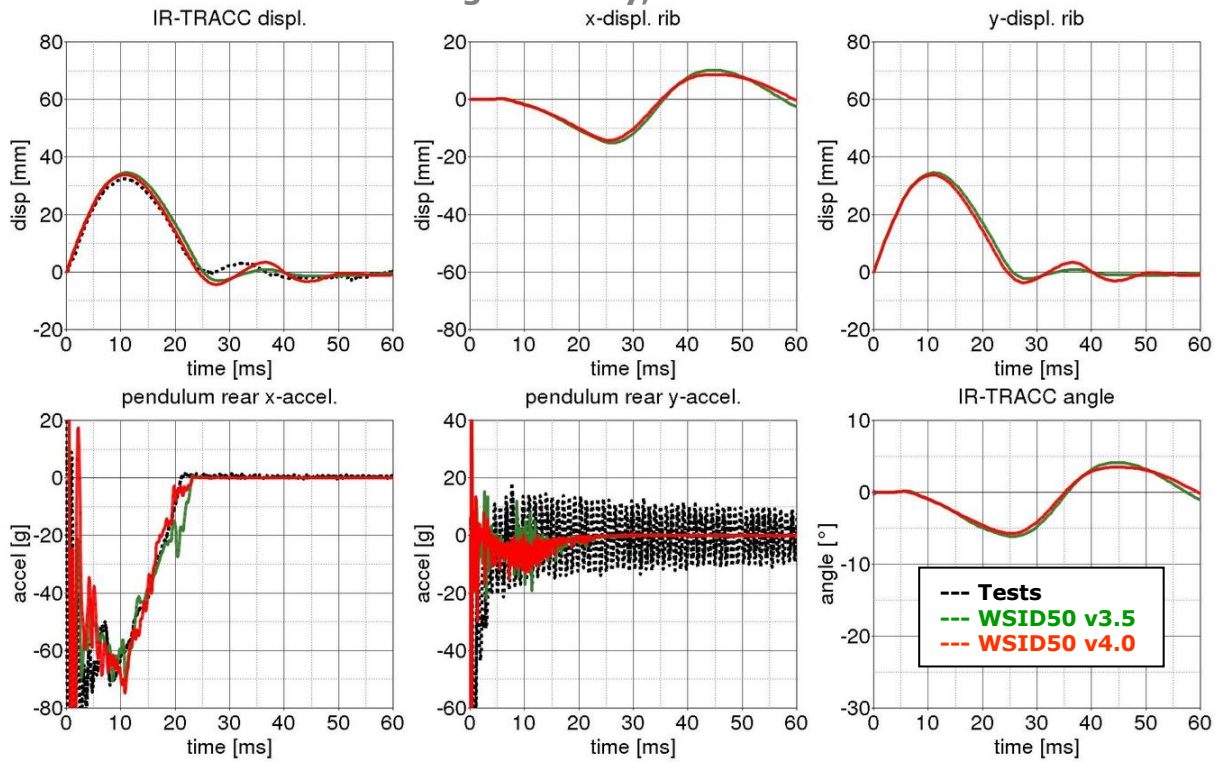 IR-TRACC displ.
80
60
40
20
0
-20
disp [mm]
0 10 20 30 40 50 60
time [ms]
x-displ. rib
20
0
-20
-40
-60
-80
disp [mm]
0 10 20 30 40 50 60
time [ms]
y-displ. rib
80
60
40
20
0
-20
disp [mm]
0 10 20 30 40 50 60
time [ms]
pendulum rear x-accel.
20
0
-20
-40
-60
-80
accel [g]
0 10 20 30 40 50 60
time [ms]
pendulum rear y-accel.
40
20
0
-20
-40
-60
accel [g]
0 10 20 30 40 50 60
time [ms]
IR-TRACC angle
10
0
-10
-20
-30
angle [°]
0 10 20 30 40 50 60
time [ms]
Tests
WSID50 v3.5
WSID50 v4.0